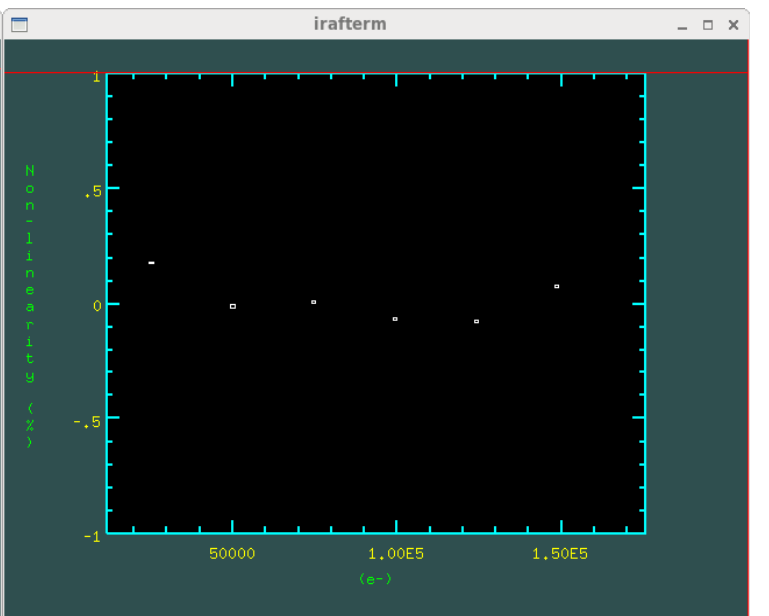 irafterm
1
.5
0
-.5
-1
Non-linearity (%)
50000 1.00E5 1.50E5
(e-)